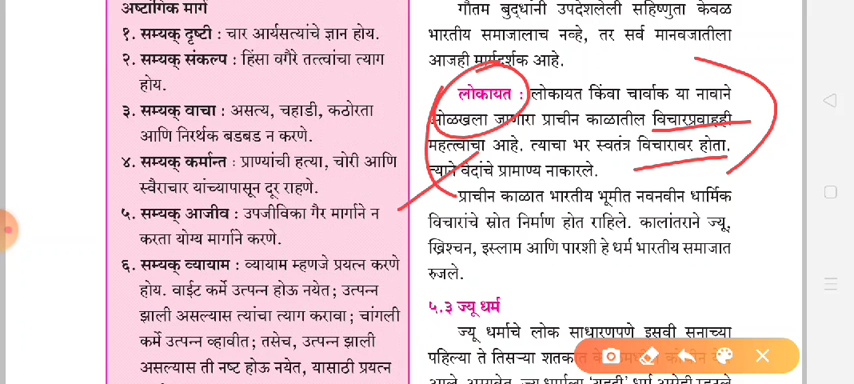 अष्टांगिक मार्ग
१. सम्यक् दृष्टी : चार आर्यसत्यांचे ज्ञान होय.
२. सम्यक् संकल्प : हिंसा वगैरे तत्त्वांचा त्याग
होय.
३. सम्यक् वाचा : असत्य, चहाडी, कठोरता
आणि निरर्थक बडबड न करणे.
४. सम्यक् कर्मान्त : प्राण्यांची हत्या, चोरी आणि
स्वैराचार यांच्यापासून दूर राहणे.
५. सम्यक् आजीव : उपजीविका गैर मार्गाने न
करता योग्य मार्गाने करणे.
६. सम्यक् व्यायाम : व्यायाम म्हणजे प्रयत्न करणे
होय. वाईट कर्मे उत्पन्न होऊ नयेत; उत्पन्न
झाली असल्यास त्यांचा त्याग करावा; चांगली
कर्मे उत्पन्न व्हावीत; तसेच, उत्पन्न झाली
असल्यास ती नष्ट होऊ नयेत, यासाठी प्रयत्न
गौतम बुद्धांनी उपदेशलेली सहिष्णुता केवळ
भारतीय समाजालाच नव्हे, तर सर्व मानवजातीला
आजही मार्गदर्शक आहे.
लोकायत : लोकायत किंवा चार्वाक या नावाने
ओळखला जाणारा प्राचीन काळातील विचारप्रवाहही
महत्त्वाचा आहे. त्याचा भर स्वतंत्र विचारावर होता.
त्याने वेदांचे प्रामाण्य नाकारले.
प्राचीन काळात भारतीय भूमीत नवनवीन धार्मिक
विचारांचे स्रोत निर्माण होत राहिले. कालांतराने ज्यू,
ख्रिश्चन, इस्लाम आणि पारशी हे धर्म भारतीय समाजात
रुजले.
५.३ ज्यू धर्म
ज्यू धर्माचे लोक साधारणपणे इसवी सनाच्या
पहिल्या ते तिसऱ्या शतकात